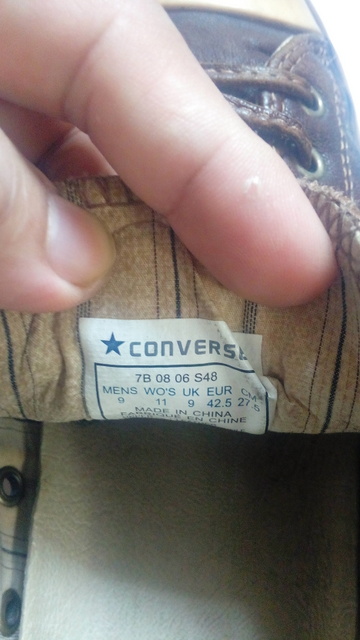 CONVERSE
7B 08 06 S48
MENS WO'S UK EUR CM
9 11 9 42.5 27.5
MADE IN CHINA
FABRIQUE EN CHINE